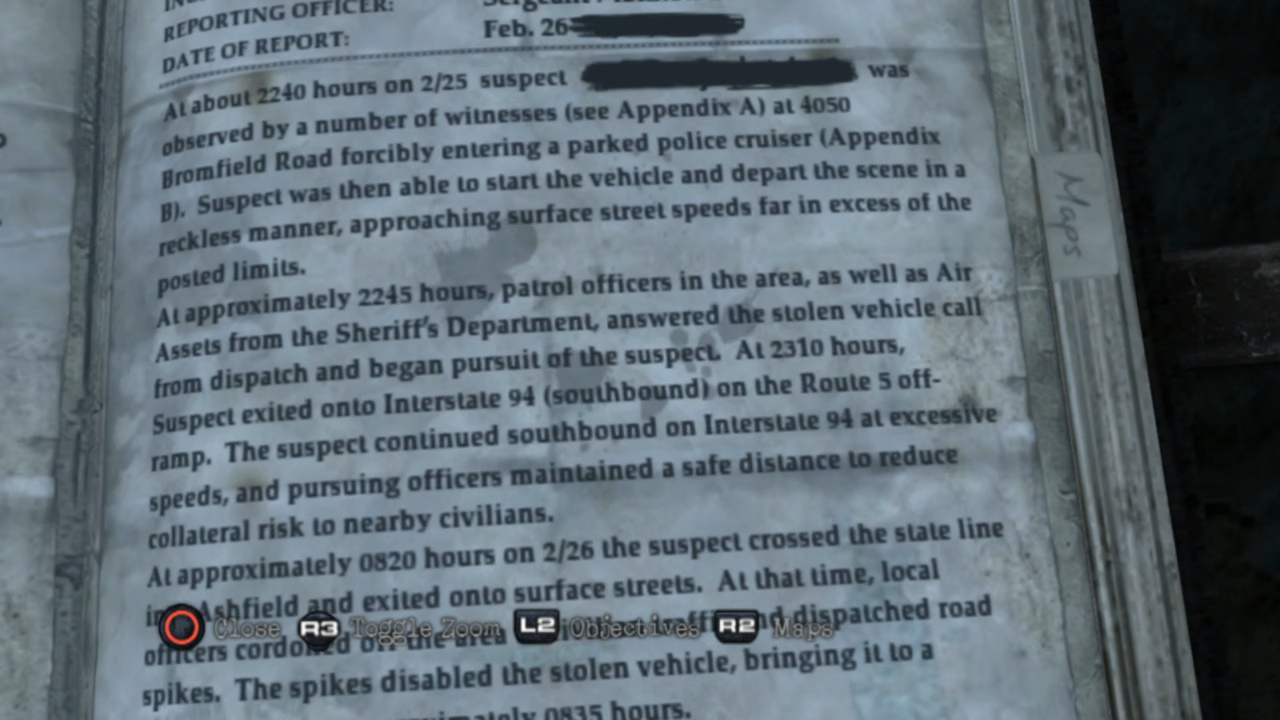 REPORTING OFFICER:
Feb. 26
DATE OF REPORT:
At about 2240 hours on 2/25 suspect was
observed by a number of witnesses (see Appendix A) at 4050
Bromfield Road forcibly entering a parked police cruiser (Appendix
B). Suspect was then able to start the vehicle and depart the scene in a
reckless manner, approaching surface street speeds far in excess of the
posted limits.
At approximately 2245 hours, patrol officers in the area, as well as Air
Assets from the Sheriff's Department, answered the stolen vehicle call
from dispatch and began pursuit of the suspect. At 2310 hours,
Suspect exited onto Interstate 94 (southbound) on the Route 5 off-
ramp. The suspect continued southbound on Interstate 94 at excessive
speeds, and pursuing officers maintained a safe distance to reduce
collateral risk to nearby civilians.
At approximately 0820 hours on 2/26 the suspect crossed the state line
Ashfield and exited onto surface streets. At that time, local
officers cordoned off the area dispatched road
spikes. The spikes disabled the stolen vehicle, bringing it to a
0835 hours.
Maps
Close R3 Toggle Zoom L2 Objectives R2 Maps